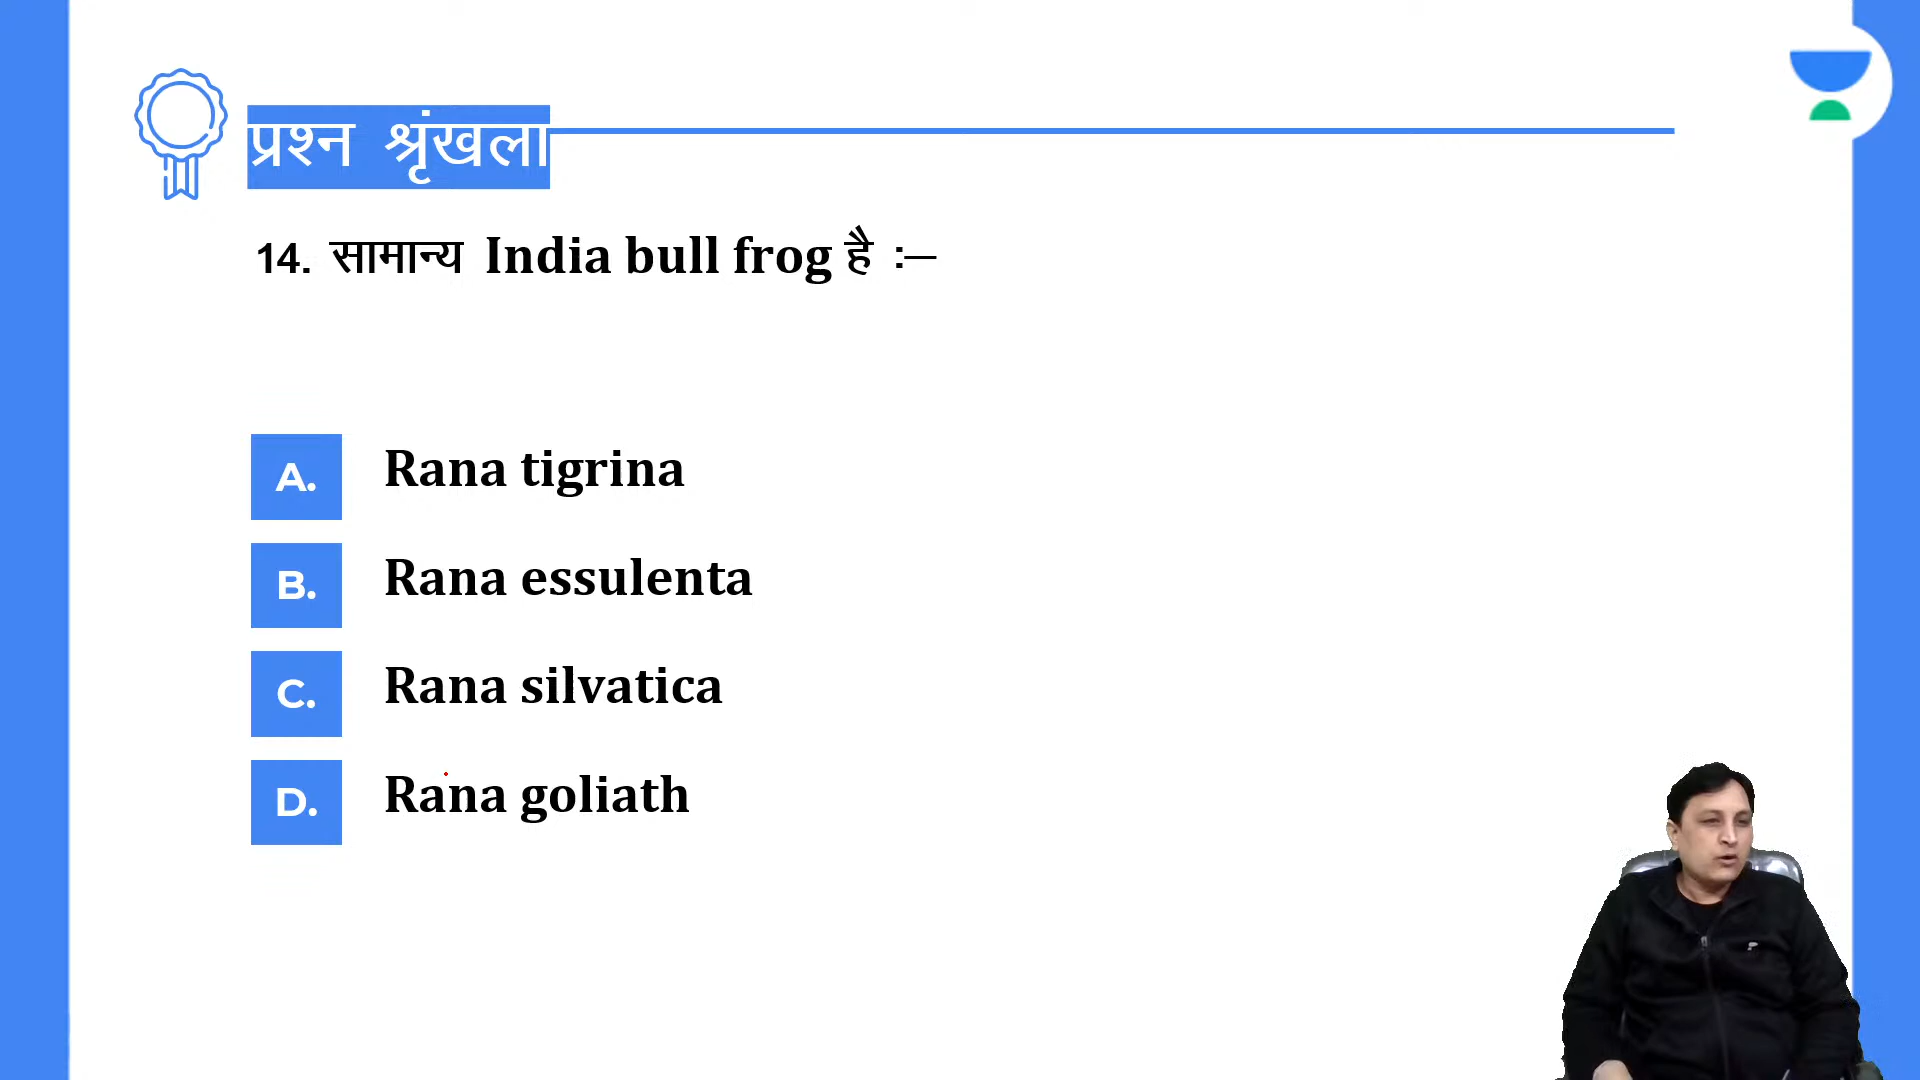 प्रश्न श्रृंखला
14. सामान्य India bull frog है :–
A. Rana tigrina
B. Rana essulenta
C. Rana silvatica
D. Rana goliath